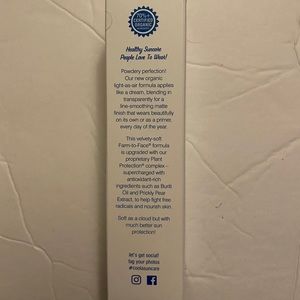 70%+
CERTIFIED
ORGANIC
Healthy Suncare
People Love To Wear!
Powdery perfection!
Our new organic
light-as-air formula applies
like a dream, blending in
transparently for a
line-smoothing matte
finish that wears beautifully
on its own or as a primer,
every day of the year.
This velvety-soft
Farm-to-Face® formula
is upgraded with our
proprietary Plant
Protection® complex–
supercharged with
antioxidant-rich
ingredients such as Buriti
Oil and Prickly Pear
Extract, to help fight free
radicals and nourish skin.
Soft as a cloud but with
much better sun
protection!
let's get social!
tag your photos
#coolasuncare